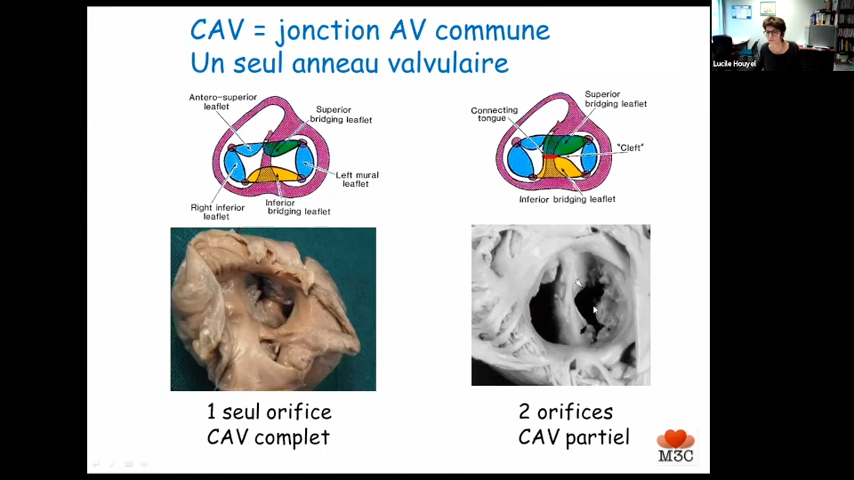 CAV = jonction AV commune
Un seul anneau valvulaire
Lucile Houyel
Antero-superior
leaflet
Superior
bridging leaflet
Left mural
leaflet
Right inferior
leaflet
Inferior
bridging leaflet
Connecting
tongue
Superior
bridging leaflet
"Cleft"
Inferior bridging leaflet
1 seul orifice
CAV complet
2 orifices
CAV partiel
M3C